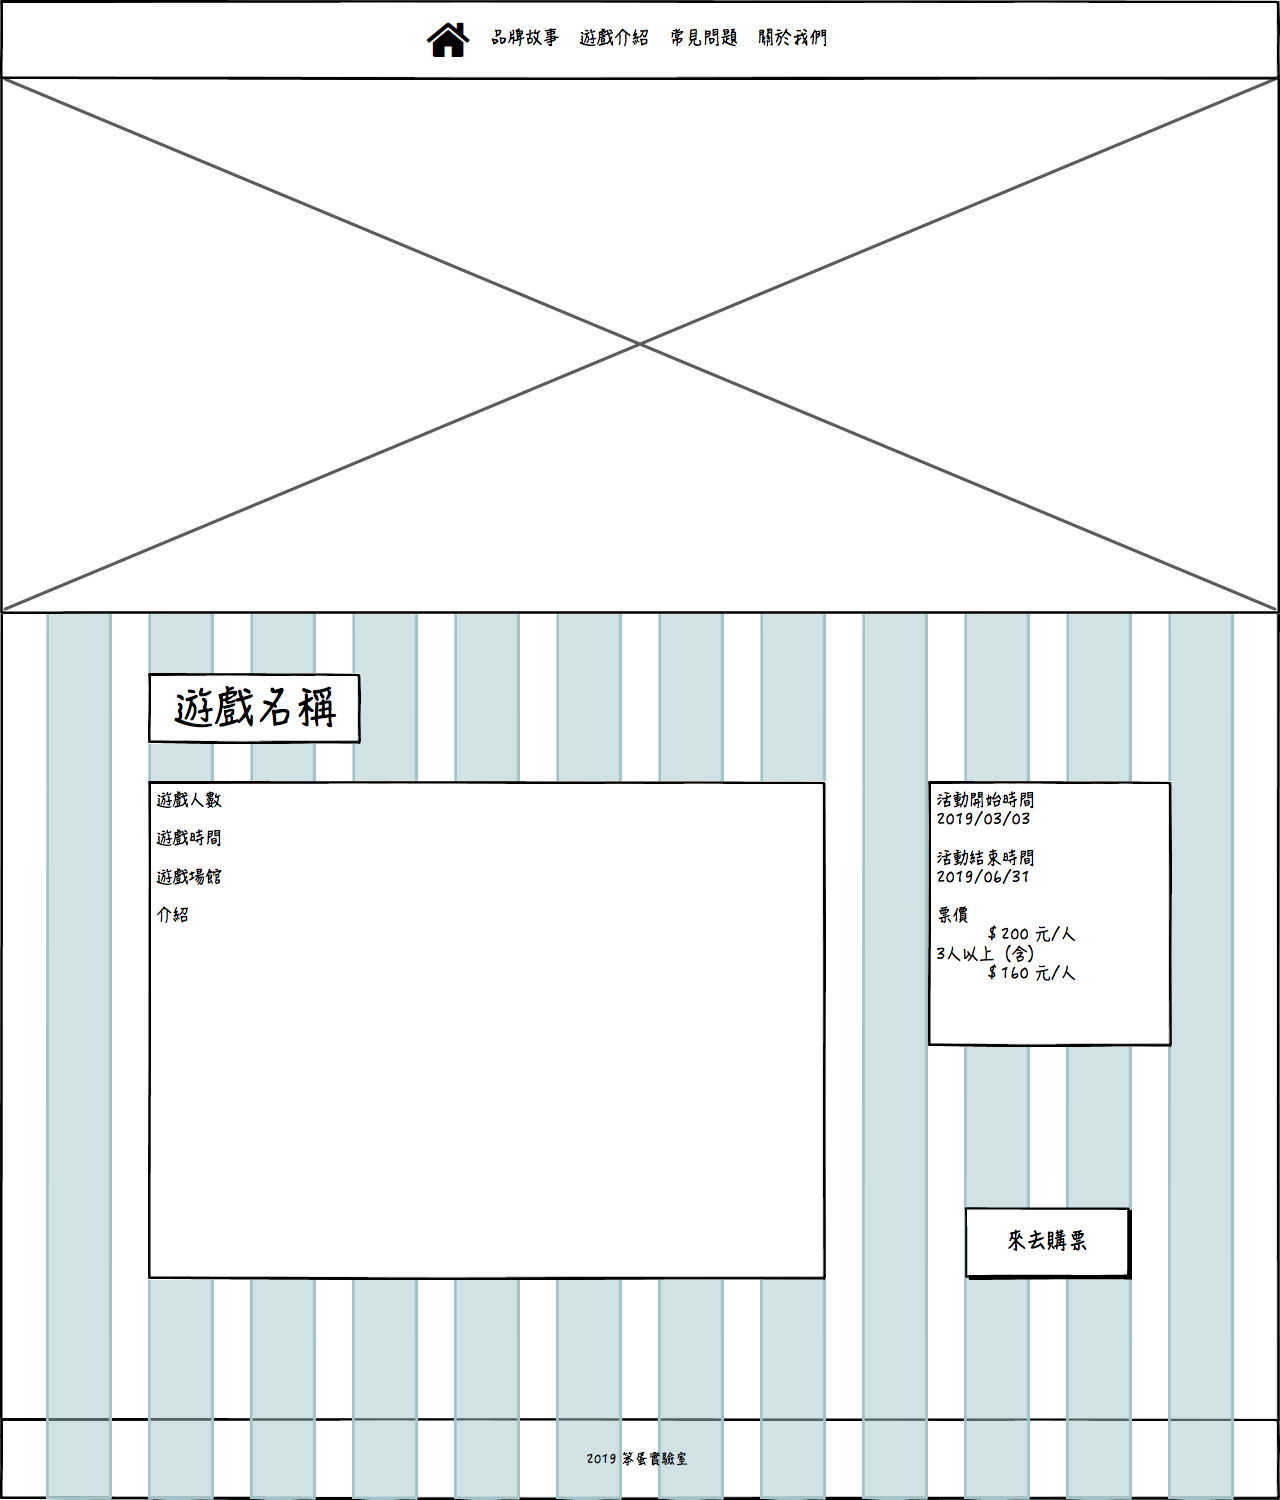 品牌故事 遊戲介紹 常見問題 關於我們
遊戲名稱
遊戲人數
遊戲時間
遊戲場館
介紹
活動開始時間
2019/03/03
活動結束時間
2019/06/31
票價
$ 200 元/人
3人以上 (含)
$ 160 元/人
來去購票
2019 笨蛋實驗室